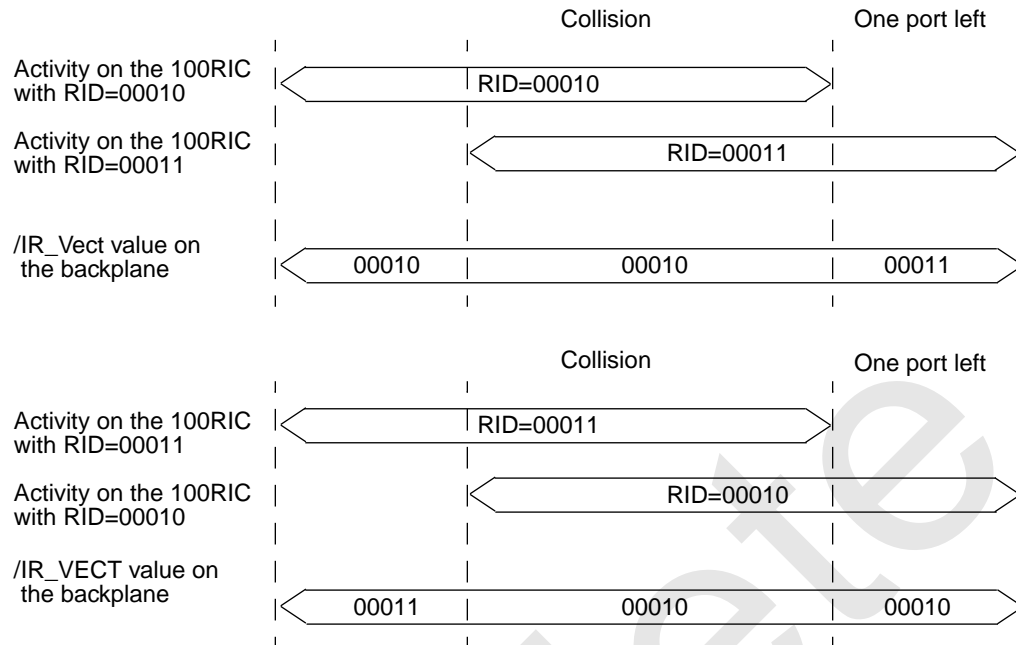 Collision One port left
Activity on the 100RIC
with RID=00010
RID=00010
Activity on the 100RIC
with RID=00011
RID=00011
/IR_Vect value on
the backplane
00010 00010 00011
Collision One port left
Activity on the 100RIC
with RID=00011
RID=00011
Activity on the 100RIC
with RID=00010
RID=00010
/IR_VECT value on
the backplane
00011 00010 00010